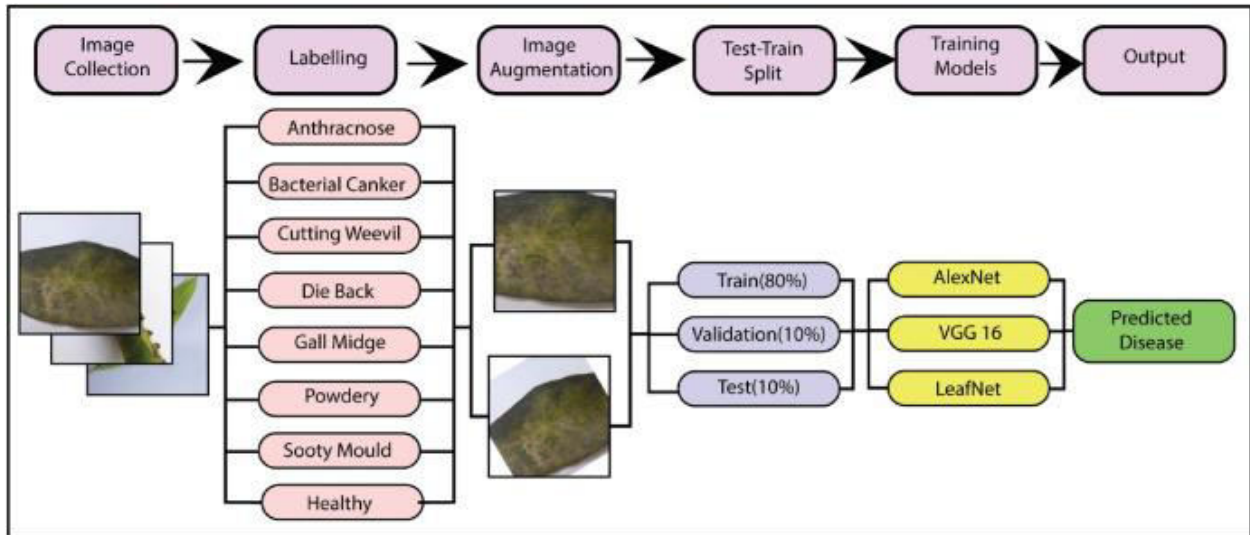 Image
Collection
Labelling
Image
Augmentation
Test-Train
Split
Training
Models
Output
Anthracnose
Bacterial Canker
Cutting Weevil
Die Back
Gall Midge
Powdery
Sooty Mould
Healthy
Train(80%)
Validation(10%)
Test(10%)
AlexNet
VGG 16
LeafNet
Predicted
Disease